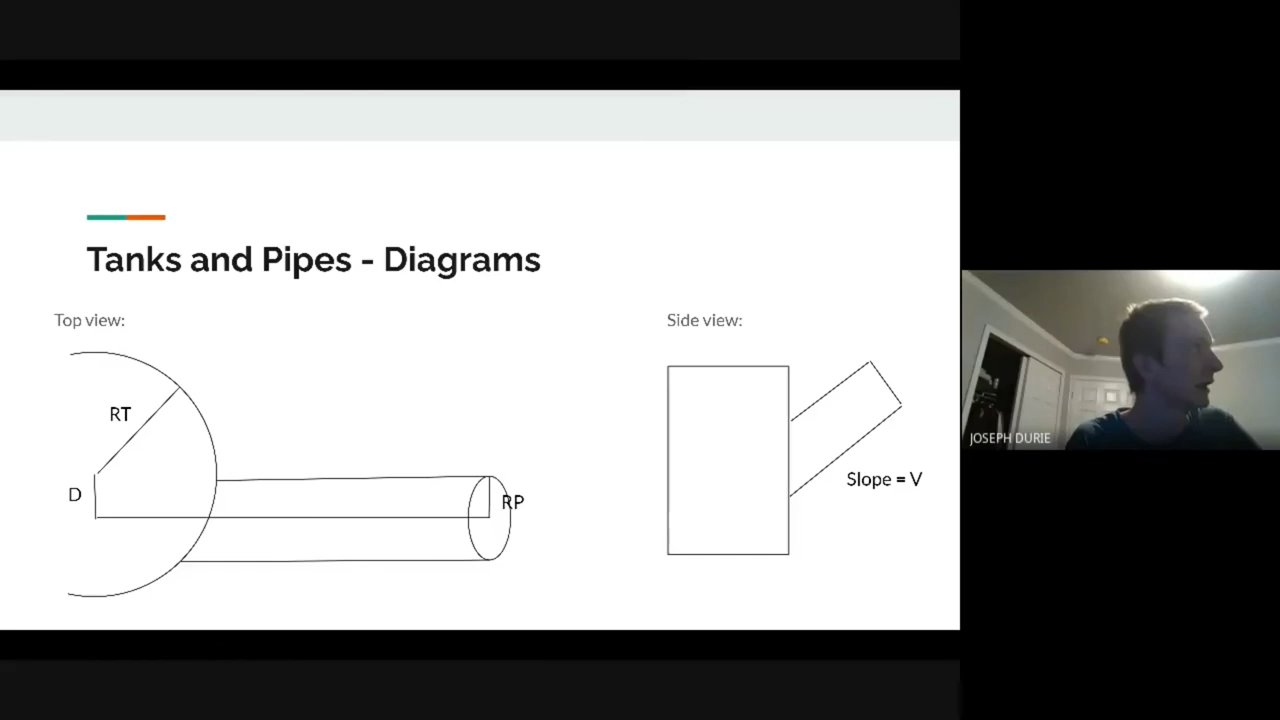 Tanks and Pipes - Diagrams
Top view:
Side view:
RT
D
RP
Slope = V
JOSEPH DURIE